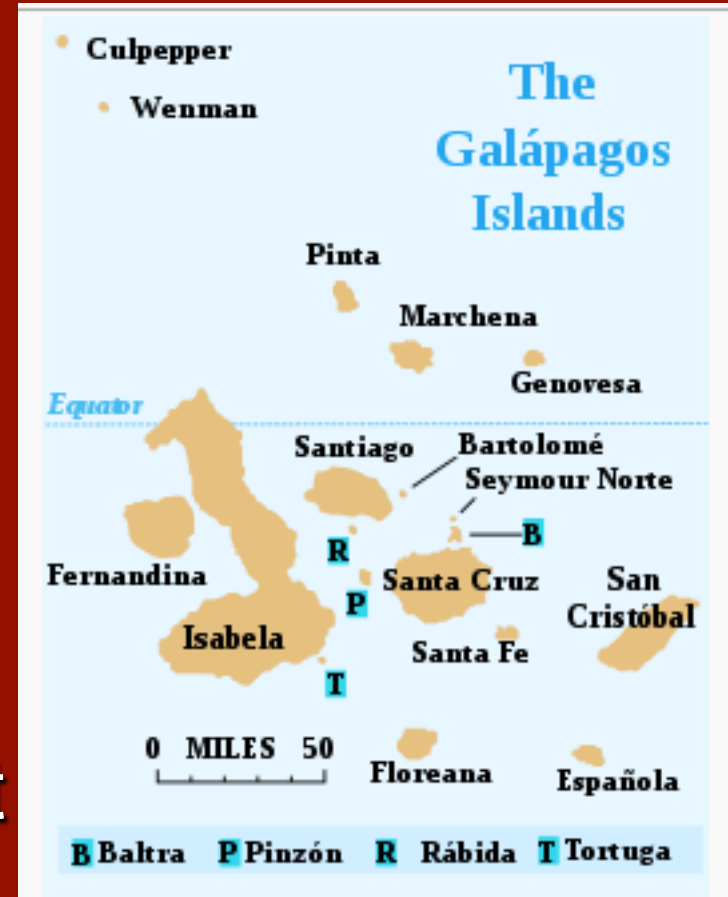 Culpepper
Wenman
The
Galápagos
Islands
Pinta
Marchena
Genovesa
Equator
Santiago
Bartolomé
Seymour Norte
R
B
Fernandina
P
Santa Cruz
San
Cristóbal
Isabela
Santa Fe
T
0 MILES 50
Floreana
Española
B Baltra P Pinzón R Rábida T Tortuga